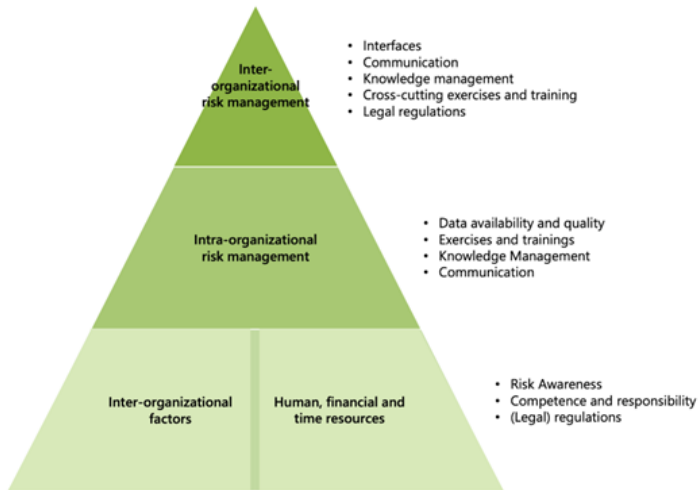 Inter-
organizational
risk management
• Interfaces
• Communication
• Knowledge management
• Cross-cutting exercises and training
• Legal regulations
Intra-organizational
risk management
• Data availability and quality
• Exercises and trainings
• Knowledge Management
• Communication
Inter-organizational
factors
Human, financial and
time resources
• Risk Awareness
• Competence and responsibility
• (Legal) regulations